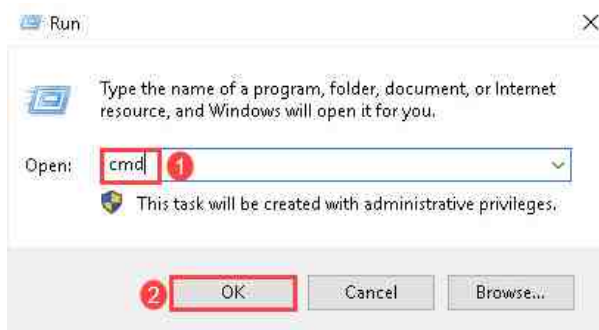 Run
Type the name of a program, folder, document, or Internet
resource, and Windows will open it for you.
Open: cmd 1
This task will be created with administrative privileges.
2 OK Cancel Browse...